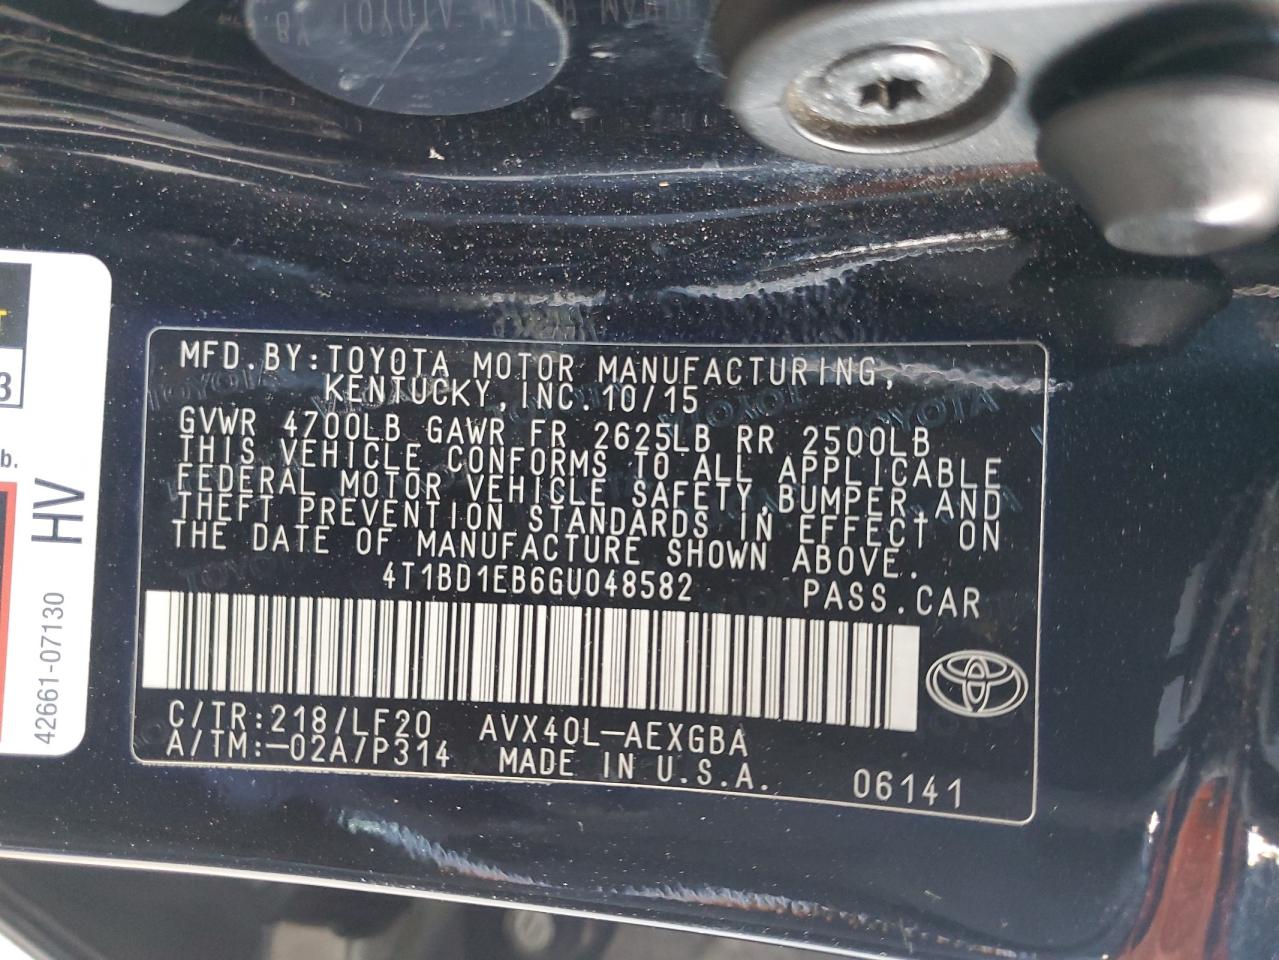 MFD.BY:TOYOTA MOTOR MANUFACTURING,
KENTUCKY,INC.10/15
GVWR 4700LB GAWR FR 2625LB RR 2500LB
THIS VEHICLE CONFORMS TO ALL APPLICABLE
FEDERAL MOTOR VEHICLE SAFETY,BUMPER,AND
THEFT PREVENTION STANDARDS IN EFFECT ON
THE DATE OF MANUFACTURE SHOWN ABOVE.
4T1BD1EB6GU048582 PASS.CAR
C/TR:218/LF20 AVX40L-AEXGBA
A/TM:-02A/P314 MADE IN U.S.A. 06141
3
b.
HV
42661-07130